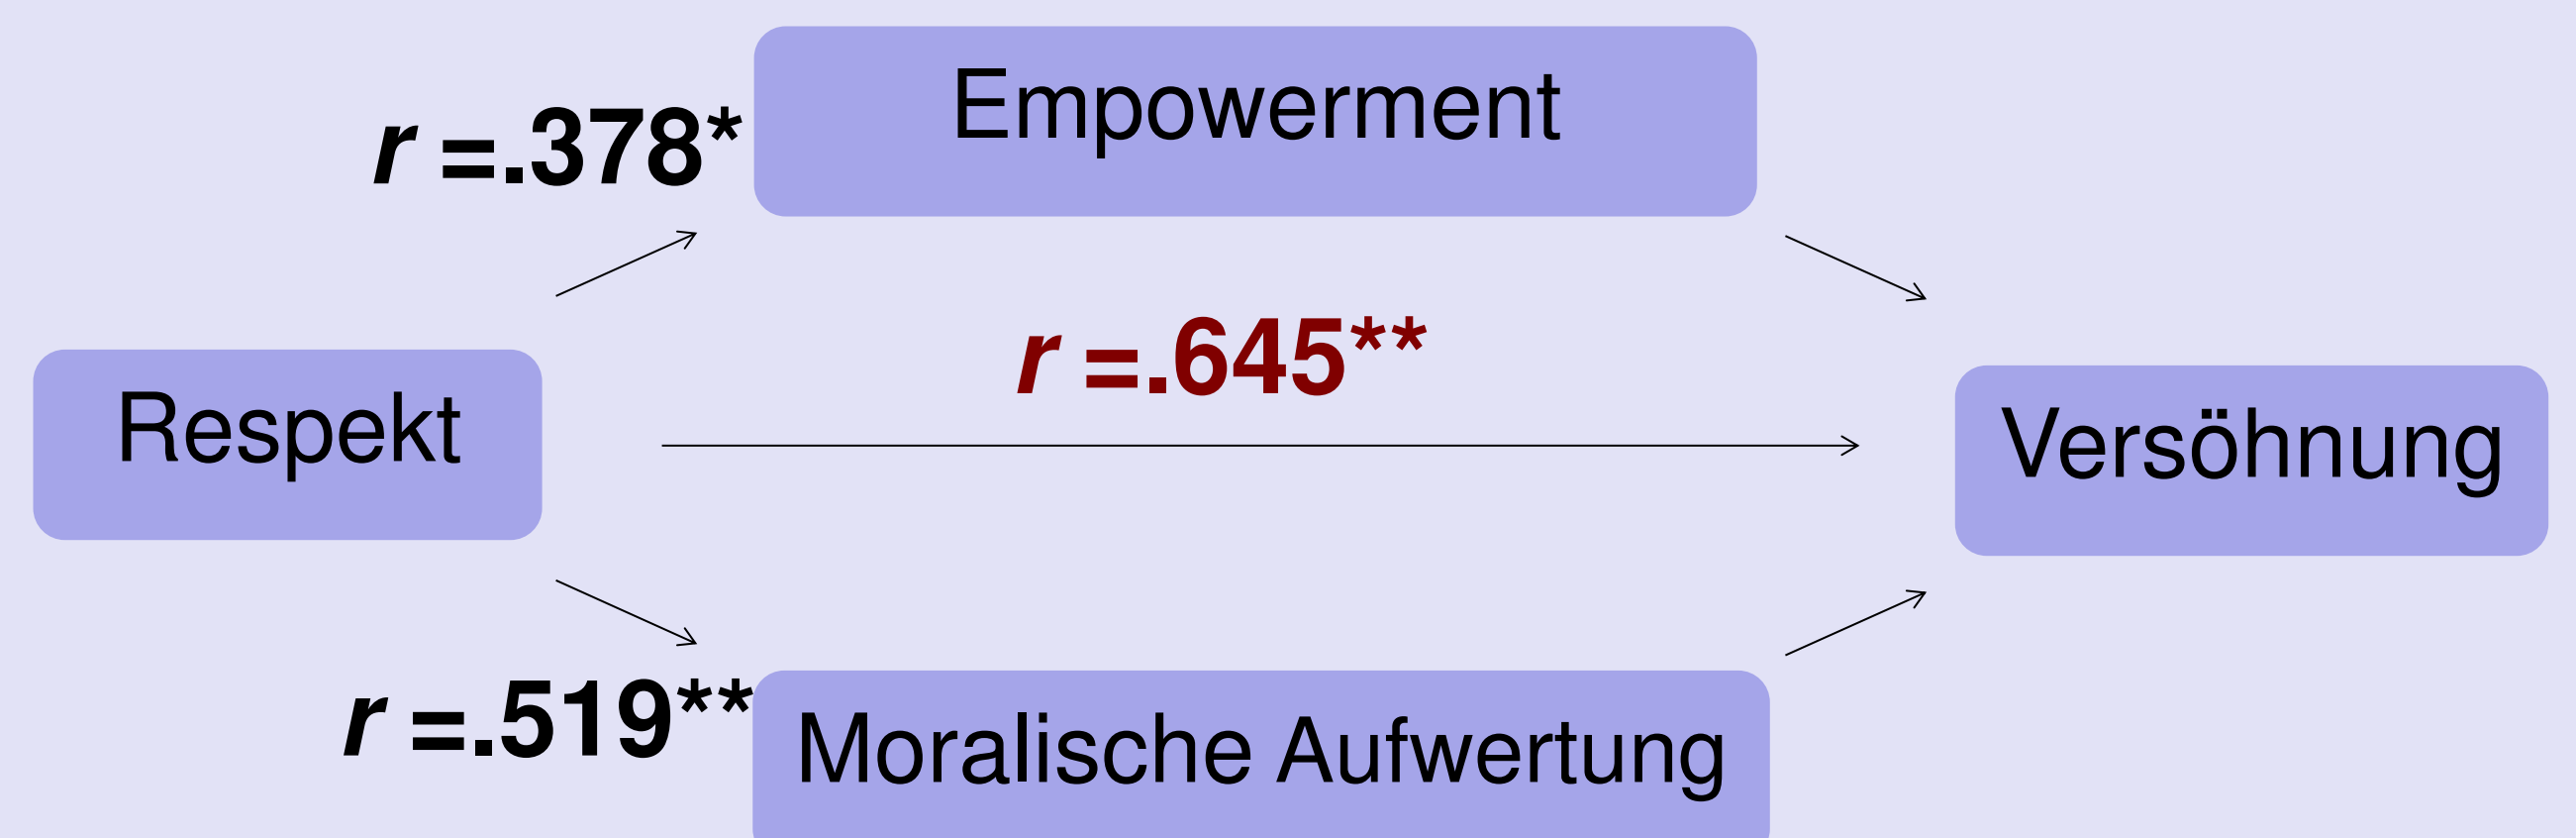 Empowerment
r =.378*
r =.645**
Respekt
Versöhnung
r =.519**
Moralische Aufwertung